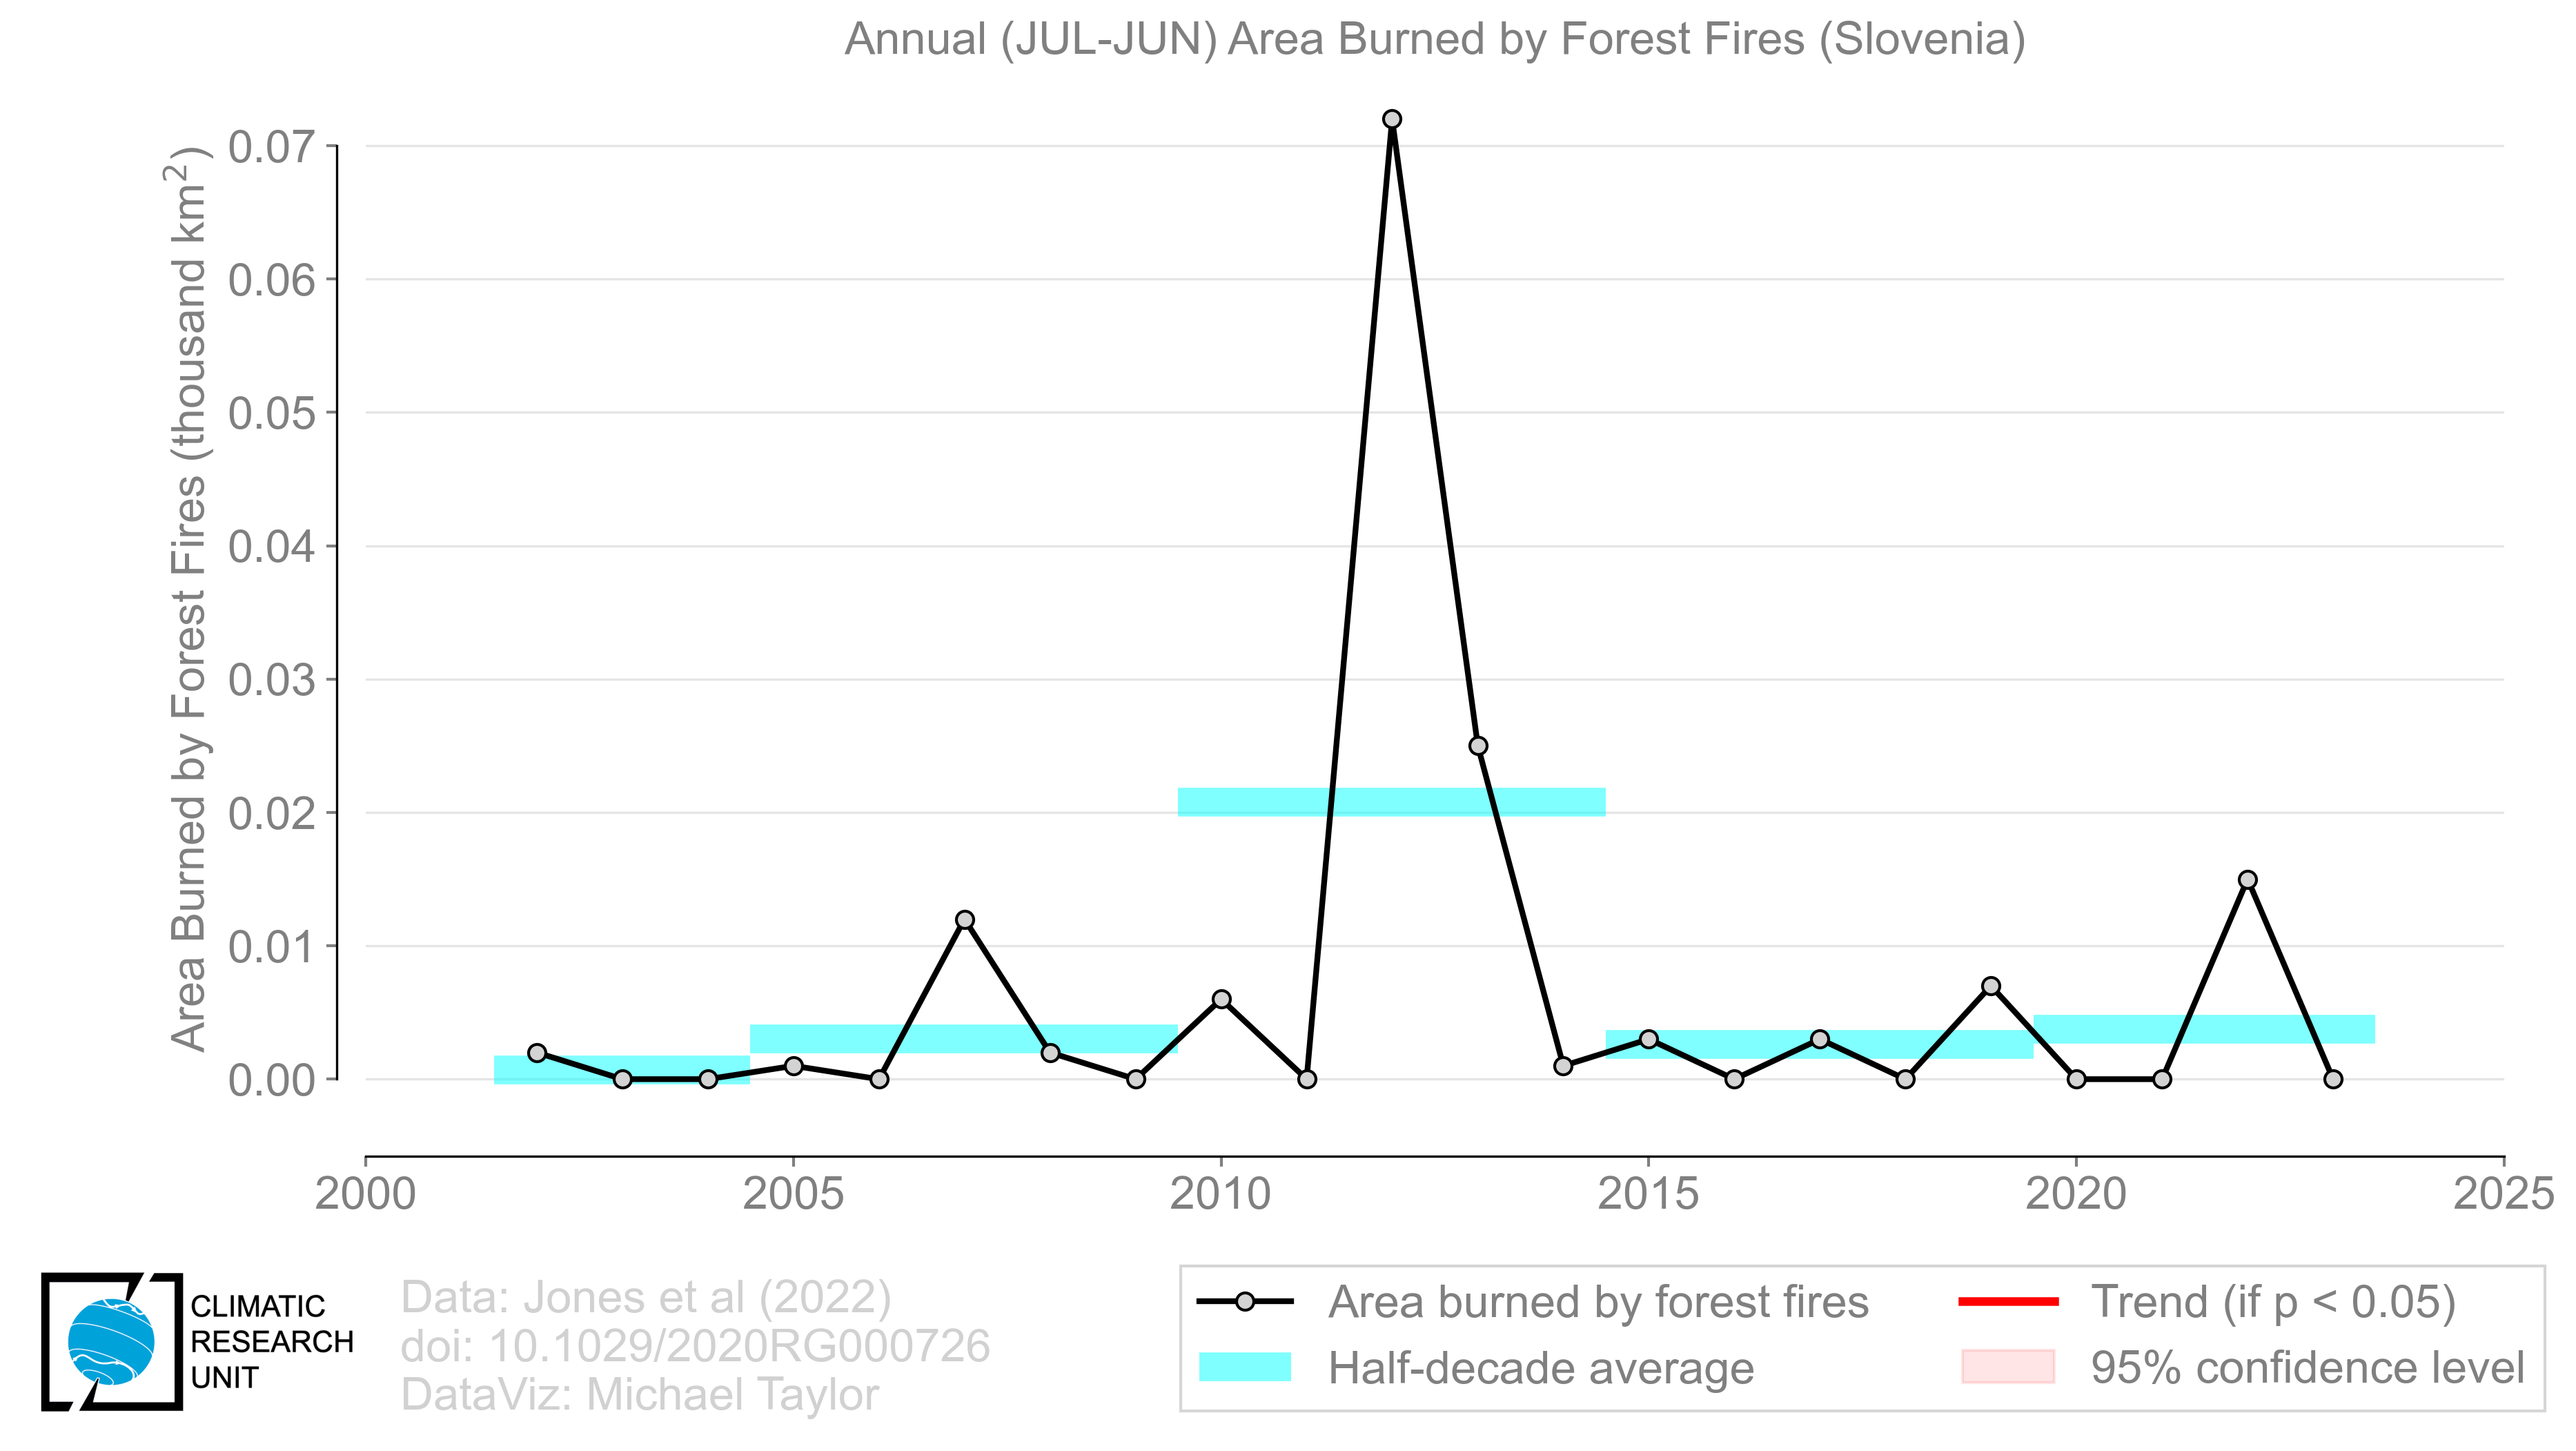 Annual (JUL-JUN) Area Burned by Forest Fires (Slovenia)
Area Burned by Forest Fires (thousand km²)
0.07
0.06
0.05
0.04
0.03
0.02
0.01
0.00
2000 2005 2010 2015 2020 2025
CLIMATIC
RESEARCH
UNIT
Data: Jones et al (2022)
doi: 10.1029/2020RG000726
DataViz: Michael Taylor
Area burned by forest fires
Half-decade average
Trend (if p < 0.05)
95% confidence level